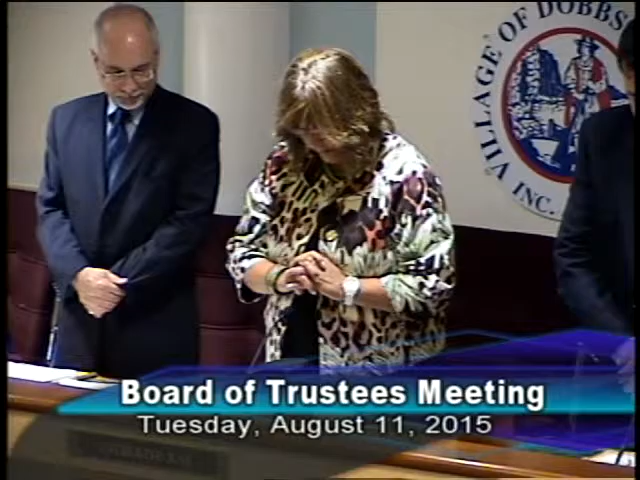 VILLAGE OF DOBBS
INC.
Board of Trustees Meeting
Tuesday, August 11, 2015